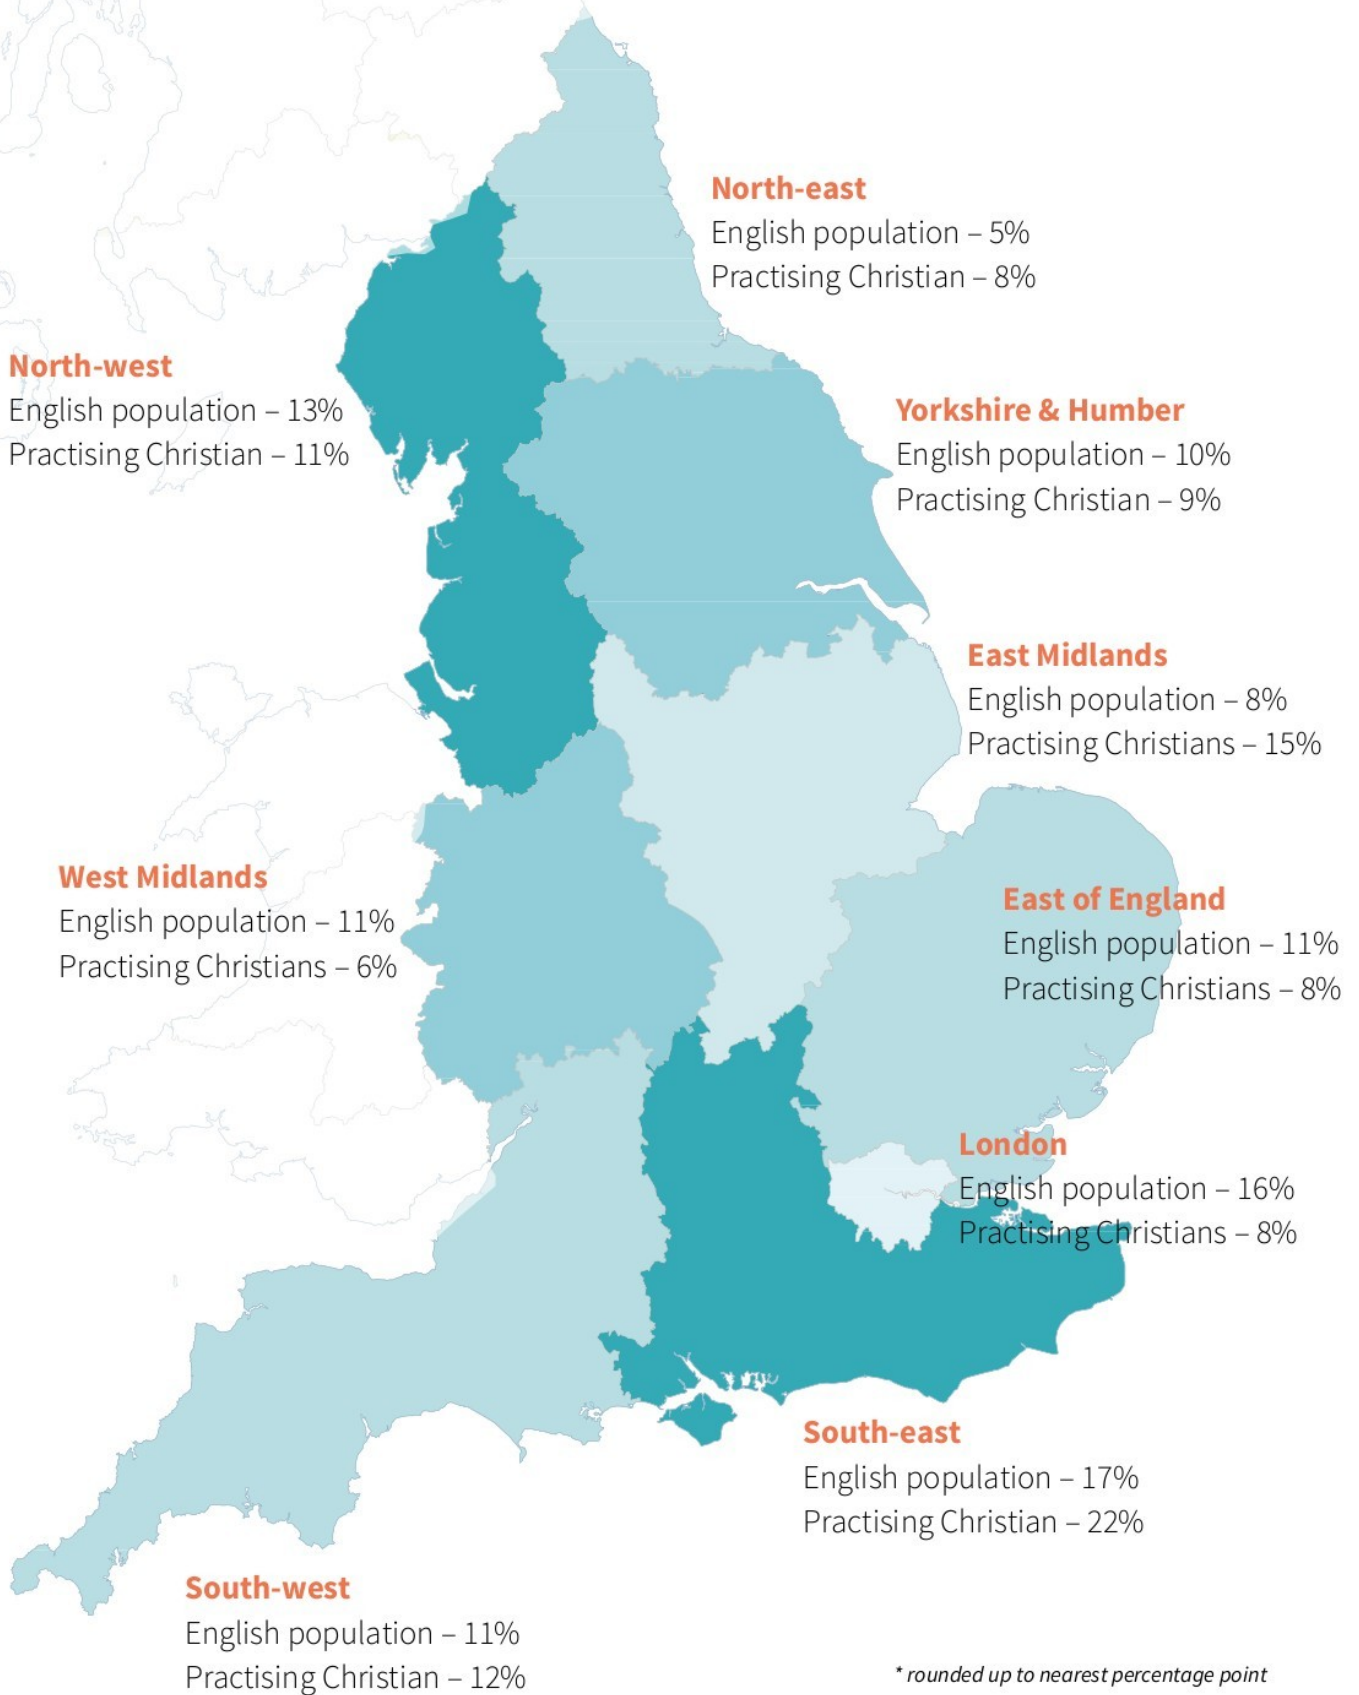 North-east
English population – 5%
Practising Christian – 8%
North-west
English population – 13%
Practising Christian – 11%
Yorkshire & Humber
English population – 10%
Practising Christian – 9%
East Midlands
English population – 8%
Practising Christians – 15%
West Midlands
English population – 11%
Practising Christians – 6%
East of England
English population – 11%
Practising Christians – 8%
London
English population – 16%
Practising Christians – 8%
South-east
English population – 17%
Practising Christian – 22%
South-west
English population – 11%
Practising Christian – 12%
* rounded up to nearest percentage point